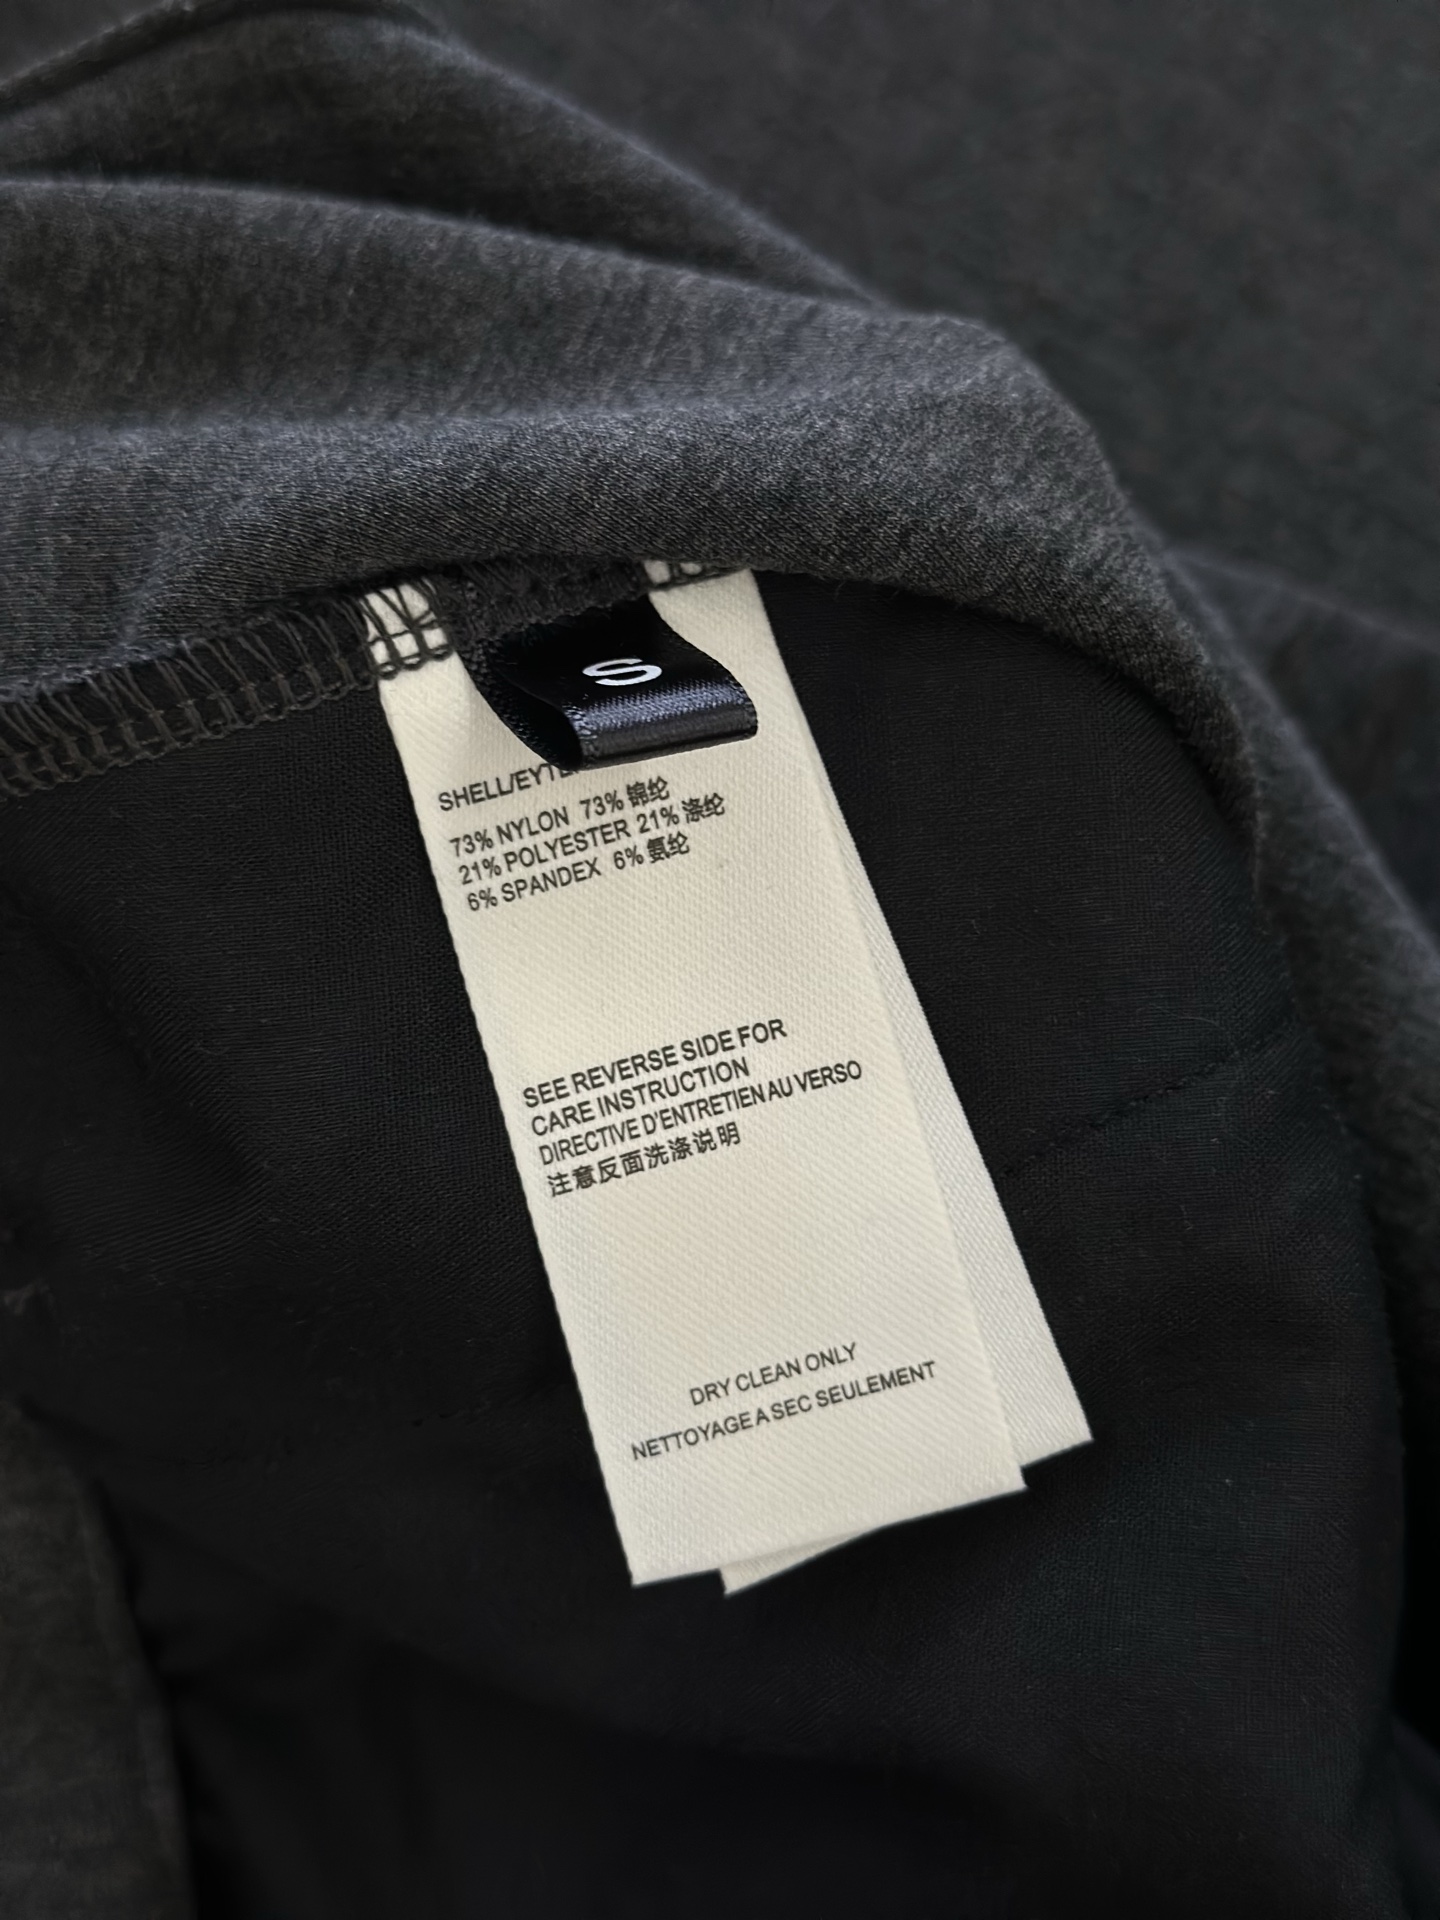 S
SHELL/EYTE
73% NYLON 73% 锦纶
21% POLYESTER 21% 涤纶
6% SPANDEX 6% 氨纶
SEE REVERSE SIDE FOR
CARE INSTRUCTION
DIRECTIVE D'ENTRETIEN AU VERSO
注意反面洗涤说明
DRY CLEAN ONLY
NETTOYAGE A SEC SEULEMENT